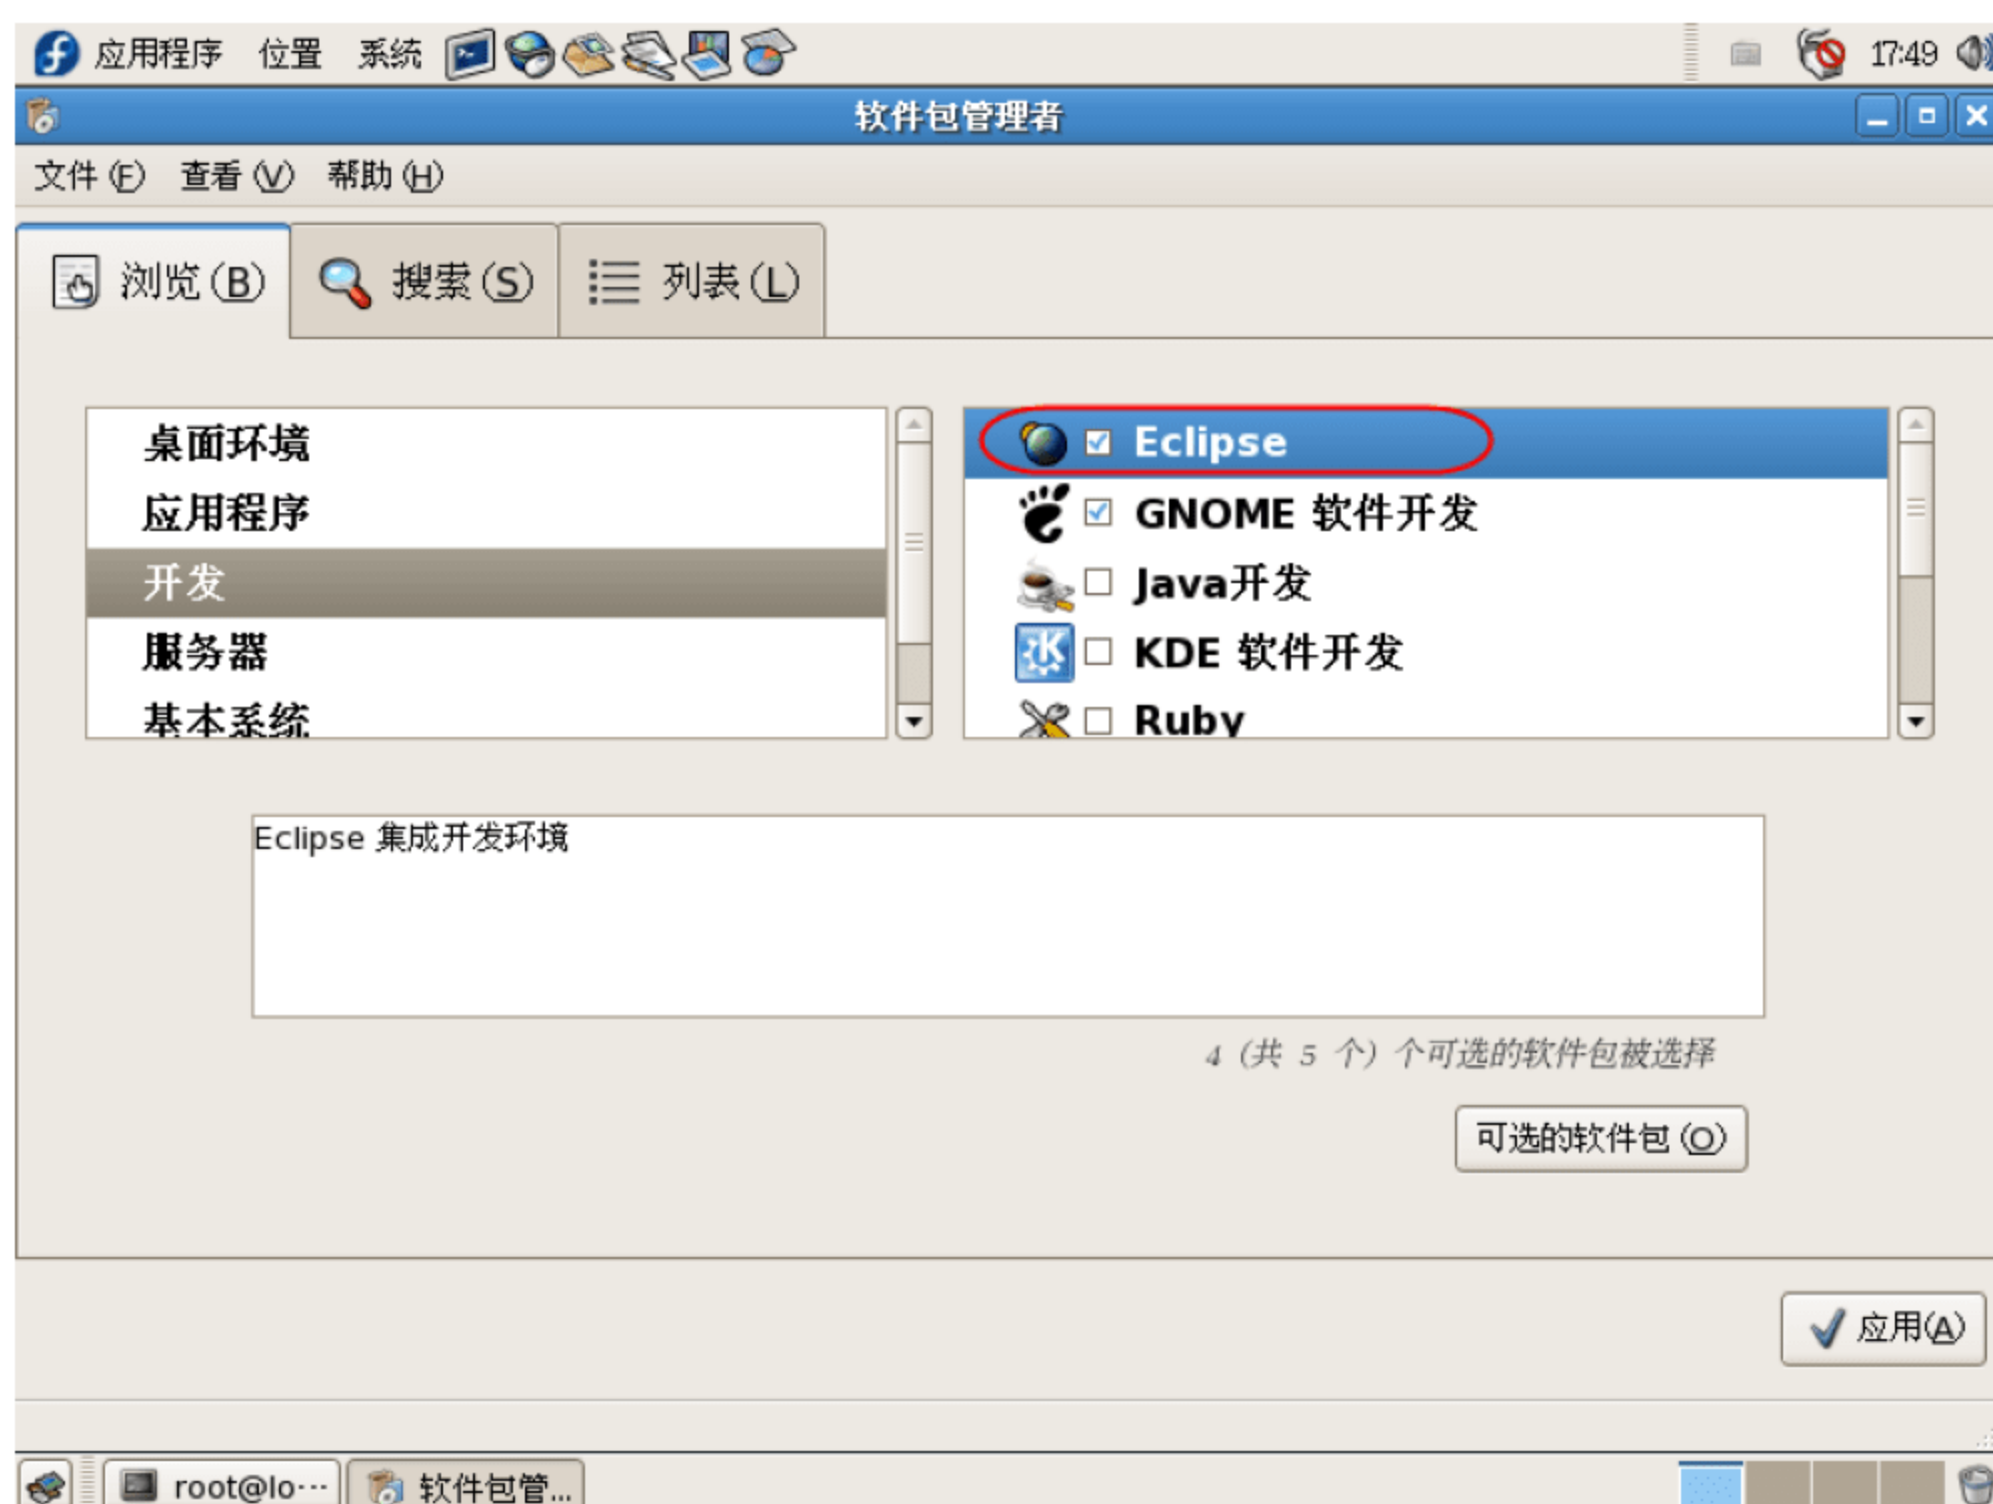 应用程序 位置 系统 17:49
软件包管理者
文件(F) 查看(V) 帮助(H)
浏览(B) 搜索(S) 列表(L)
桌面环境
应用程序
开发
服务器
基本系统
Eclipse
GNOME 软件开发
Java开发
KDE 软件开发
Ruby
Eclipse 集成开发环境
4 (共 5 个) 个可选的软件包被选择
可选的软件包(O)
应用(A)
root@lo... 软件包管...